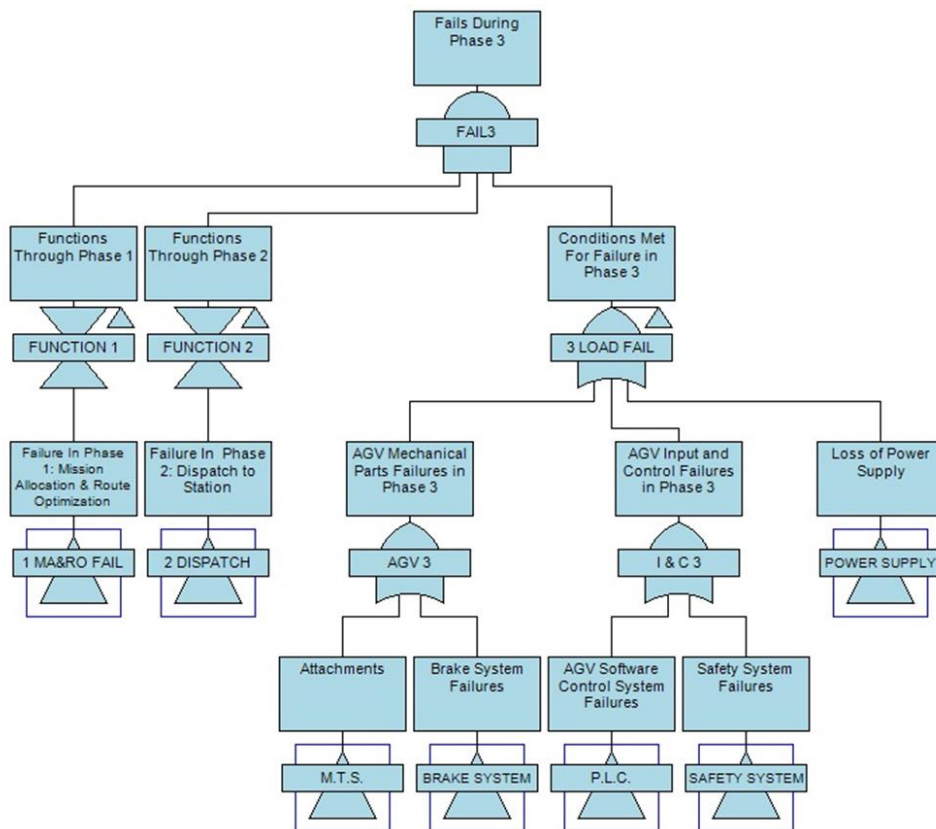 Fails During
Phase 3
FAIL3
Functions
Through Phase 1
Functions
Through Phase 2
Conditions Met
For Failure in
Phase 3
FUNCTION 1
FUNCTION 2
3 LOAD FAIL
Failure In Phase
1: Mission
Allocation & Route
Optimization
Failure In Phase
2: Dispatch to
Station
AGV Mechanical
Parts Failures in
Phase 3
AGV Input and
Control Failures
in Phase 3
Loss of Power
Supply
1 MA&RO FAIL
2 DISPATCH
AGV 3
I & C 3
POWER SUPPLY
Attachments
Brake System
Failures
AGV Software
Control System
Failures
Safety System
Failures
M.T.S.
BRAKE SYSTEM
P.L.C.
SAFETY SYSTEM